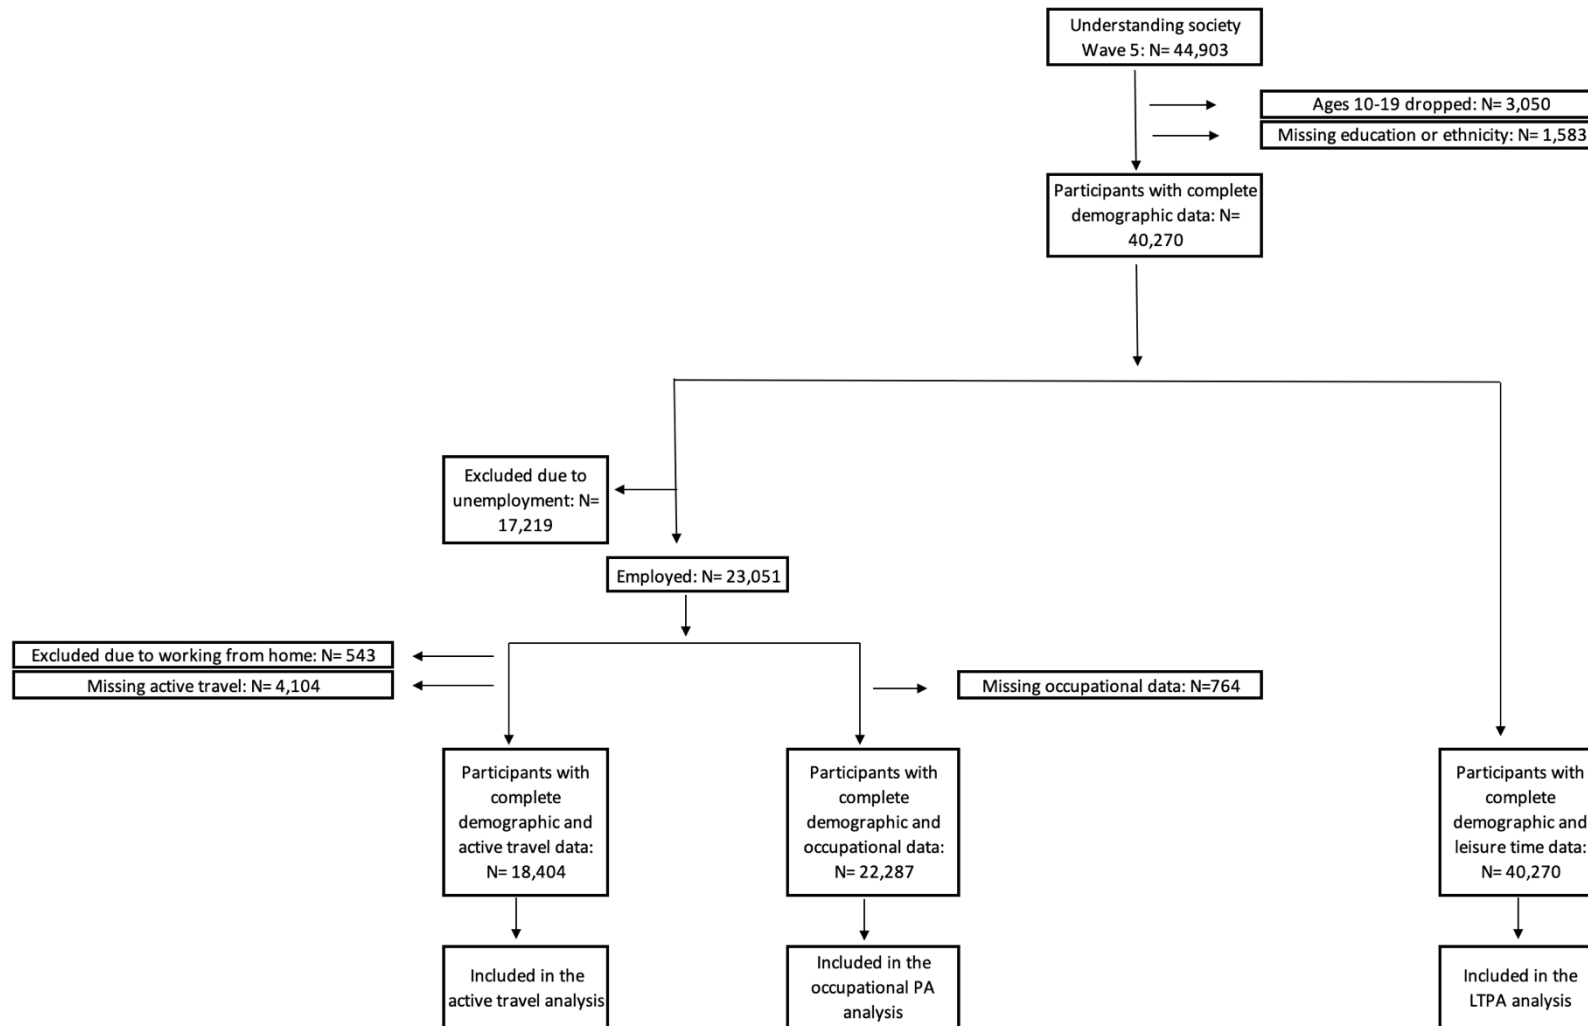 Understanding society
Wave 5: N= 44,903
Ages 10-19 dropped: N= 3,050
Missing education or ethnicity: N= 1,583
Participants with complete
demographic data: N=
40,270
Excluded due to
unemployment: N=
17,219
Employed: N= 23,051
Excluded due to working from home: N= 543
Missing active travel: N= 4,104
Missing occupational data: N=764
Participants with
complete
demographic and
active travel data:
N= 18,404
Participants with
complete
demographic and
occupational data:
N= 22,287
Participants with
complete
demographic and
leisure time data:
N= 40,270
Included in the
active travel analysis
Included in the
occupational PA
analysis
Included in the
LTPA analysis